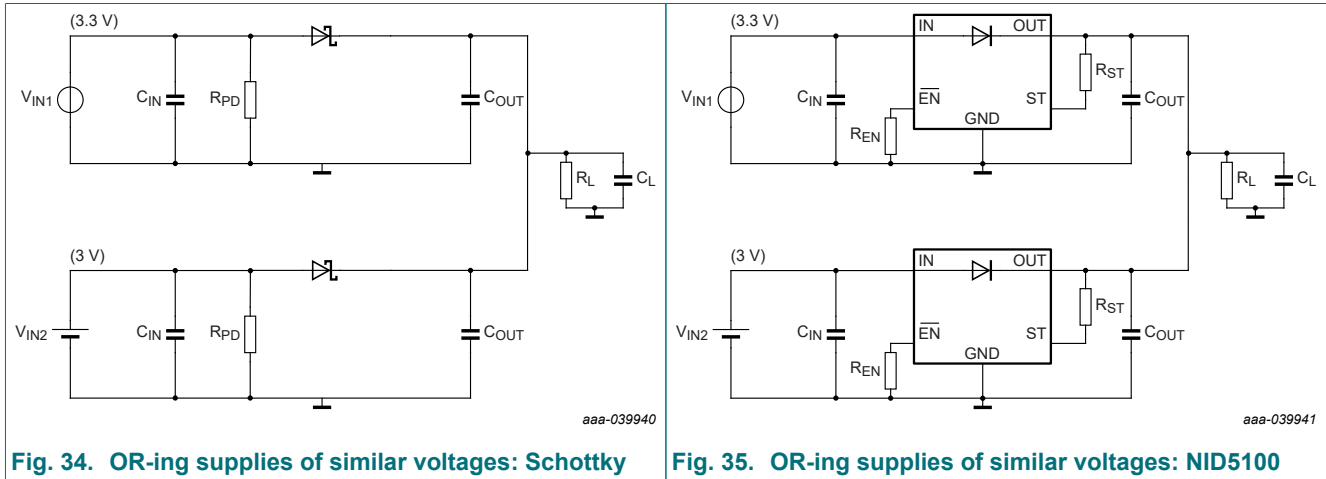 (3.3 V)
V_IN1
C_IN
R_PD
C_OUT
R_L
C_L
(3 V)
V_IN2
C_IN
R_PD
C_OUT
aaa-039940
Fig. 34. OR-ing supplies of similar voltages: Schottky
(3.3 V)
IN
OUT
V_IN1
C_IN
EN
R_EN
GND
ST
R_ST
C_OUT
R_L
C_L
(3 V)
IN
OUT
V_IN2
C_IN
EN
R_EN
GND
ST
R_ST
C_OUT
aaa-039941
Fig. 35. OR-ing supplies of similar voltages: NID5100